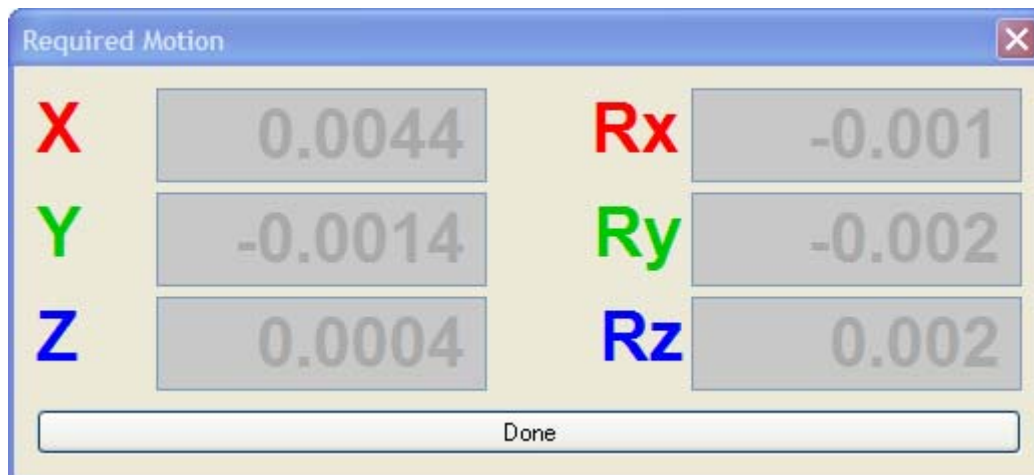 Required Motion
X 0.0044 Rx -0.001
Y -0.0014 Ry -0.002
Z 0.0004 Rz 0.002
Done